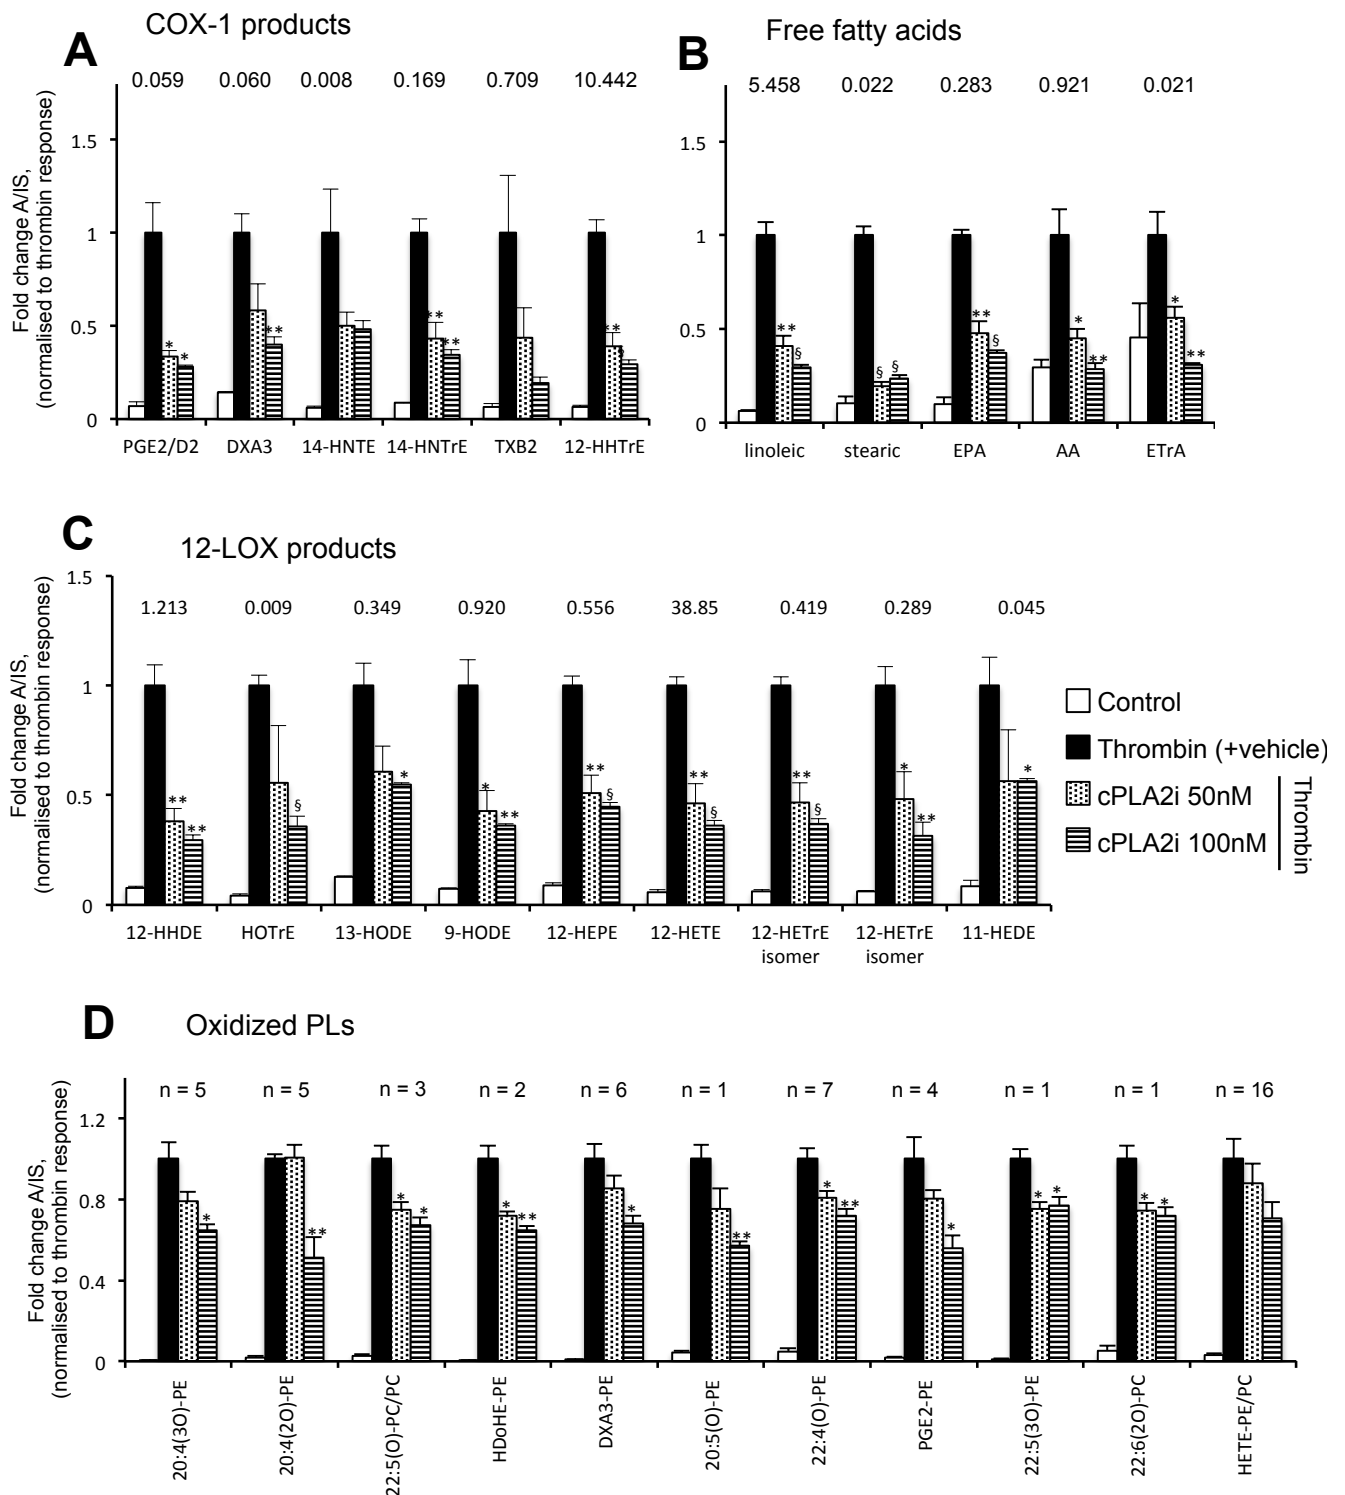 A
COX-1 products
0.059 0.060 0.008 0.169 0.709 10.442
Fold change A/IS,
(normalised to thrombin response)
1.5
1
0.5
0
* * ** ** ** **
PGE2/D2 DXA3 14-HNTE 14-HNTrE TXB2 12-HHTrE
B
Free fatty acids
5.458 0.022 0.283 0.921 0.021
1.5
1
0.5
0
** § § § ** § * ** * **
linoleic stearic EPA AA ETrA
C
12-LOX products
Fold change A/IS,
(normalised to thrombin response)
1.5
1
0.5
0
1.213 0.009 0.349 0.920 0.556 38.85 0.419 0.289 0.045
** ** § * * ** ** § ** § ** § * ** *
12-HHDE HOTrE 13-HODE 9-HODE 12-HEPE 12-HETE 12-HETrE isomer 12-HETrE isomer 11-HEDE
Control
Thrombin (+vehicle)
cPLA2i 50nM
cPLA2i 100nM
Thrombin
D
Oxidized PLs
Fold change A/IS,
(normalised to thrombin response)
n = 5 n = 5 n = 3 n = 2 n = 6 n = 1 n = 7 n = 4 n = 1 n = 1 n = 16
1.2
0.8
0.4
0
* ** * * * ** * ** * ** * * * * *
20:4(3O)-PE
20:4(2O)-PE
22:5(O)-PC/PC
HDoHE-PE
DXA3-PE
20:5(O)-PE
22:4(O)-PE
PGE2-PE
22:5(3O)-PE
22:6(2O)-PC
HETE-PE/PC